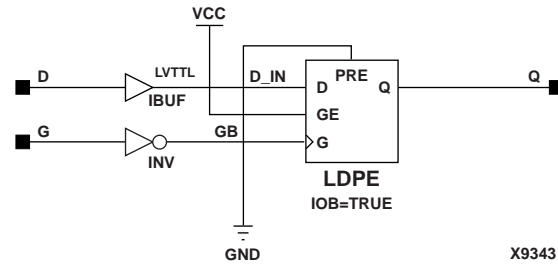 VCC
D
LVTTL
D_IN
IBUF
G
GB
INV
PRE
D
Q
GE
G
LDPE
IOB=TRUE
Q
GND
X9343